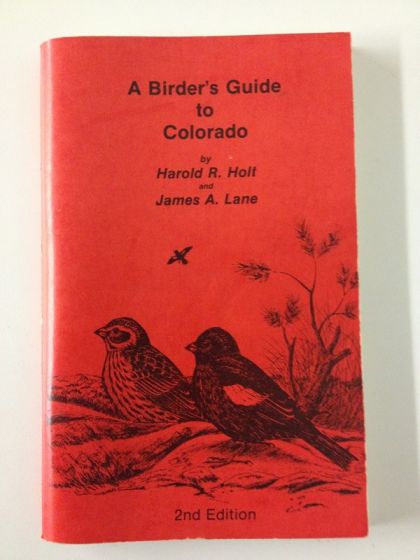 A Birder's Guide
to
Colorado
by
Harold R. Holt
and
James A. Lane
2nd Edition